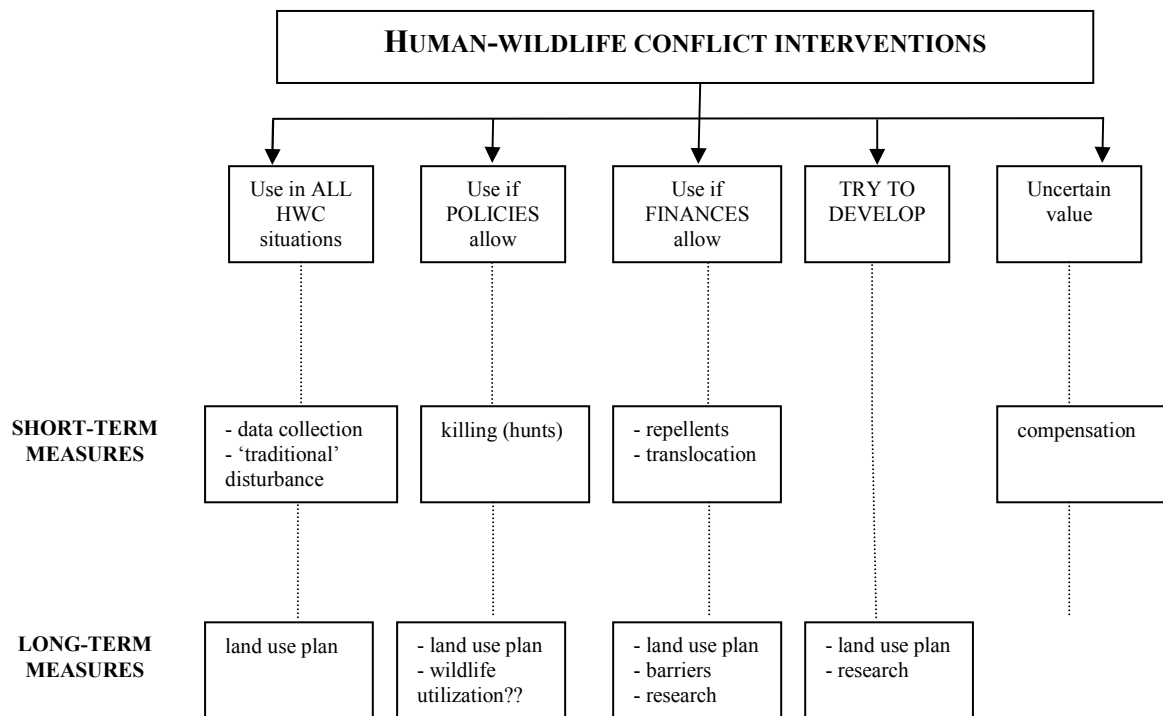 HUMAN-WILDLIFE CONFLICT INTERVENTIONS
Use in ALL
HWC
situations
Use if
POLICIES
allow
Use if
FINANCES
allow
TRY TO
DEVELOP
Uncertain
value
SHORT-TERM
MEASURES
- data collection
- ‘traditional’
disturbance
killing (hunts)
- repellents
- translocation
compensation
LONG-TERM
MEASURES
land use plan
- land use plan
- wildlife
utilization??
- land use plan
- barriers
- research
- land use plan
- research